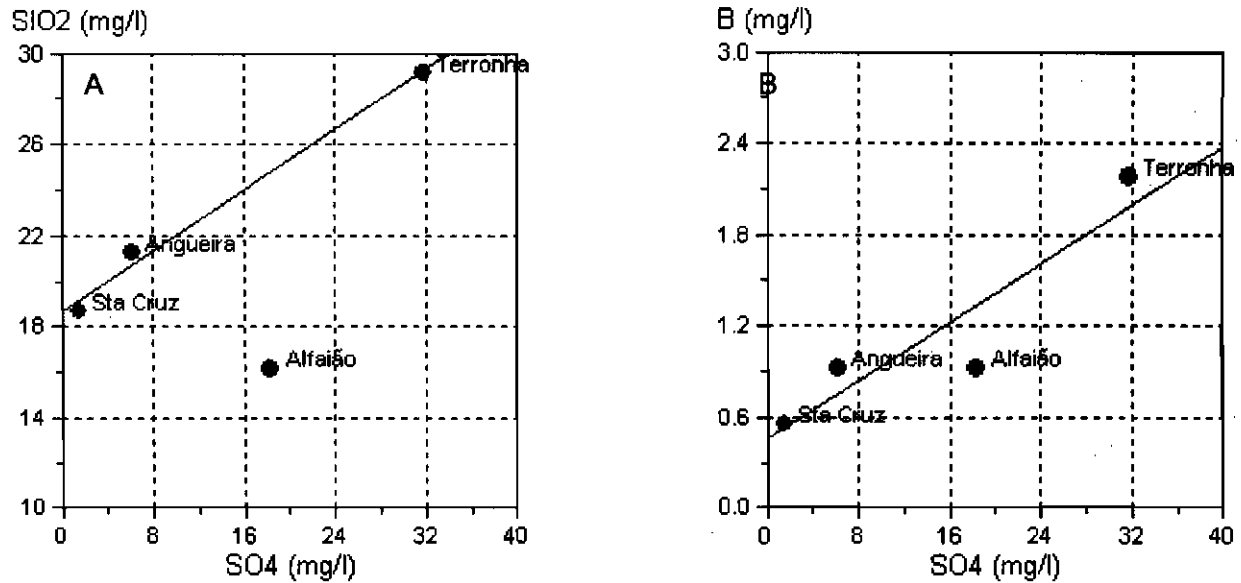 SIO2 (mg/l)
30
26
22
18
14
10
A
Terronha
Angueira
Sta Cruz
Alfaião
0 8 16 24 32 40
SO4 (mg/l)
B (mg/l)
3.0
2.4
1.8
1.2
0.6
0.0
B
Terronha
Angueira
Alfaião
Sta Cruz
0 8 16 24 32 40
SO4 (mg/l)